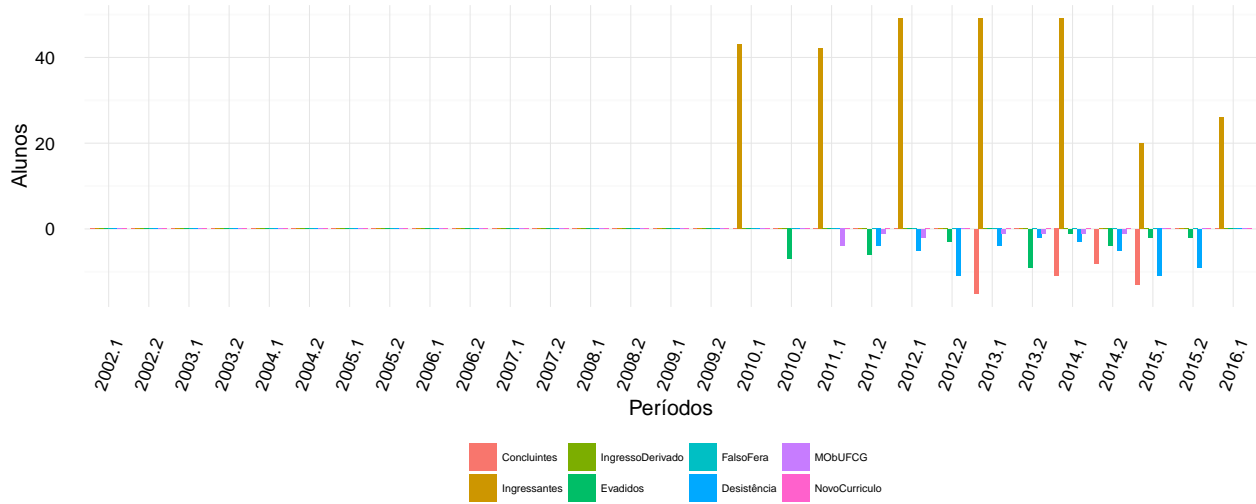 40
20
0
Alunos
2002.1 2002.2 2003.1 2003.2 2004.1 2004.2 2005.1 2005.2 2006.1 2006.2 2007.1 2007.2 2008.1 2008.2 2009.1 2009.2 2010.1 2010.2 2011.1 2011.2 2012.1 2012.2 2013.1 2013.2 2014.1 2014.2 2015.1 2015.2 2016.1
Períodos
Concluintes IngressoDerivado FalsoFera MObUFCG
Ingressantes Evadidos Desistência NovoCurriculo